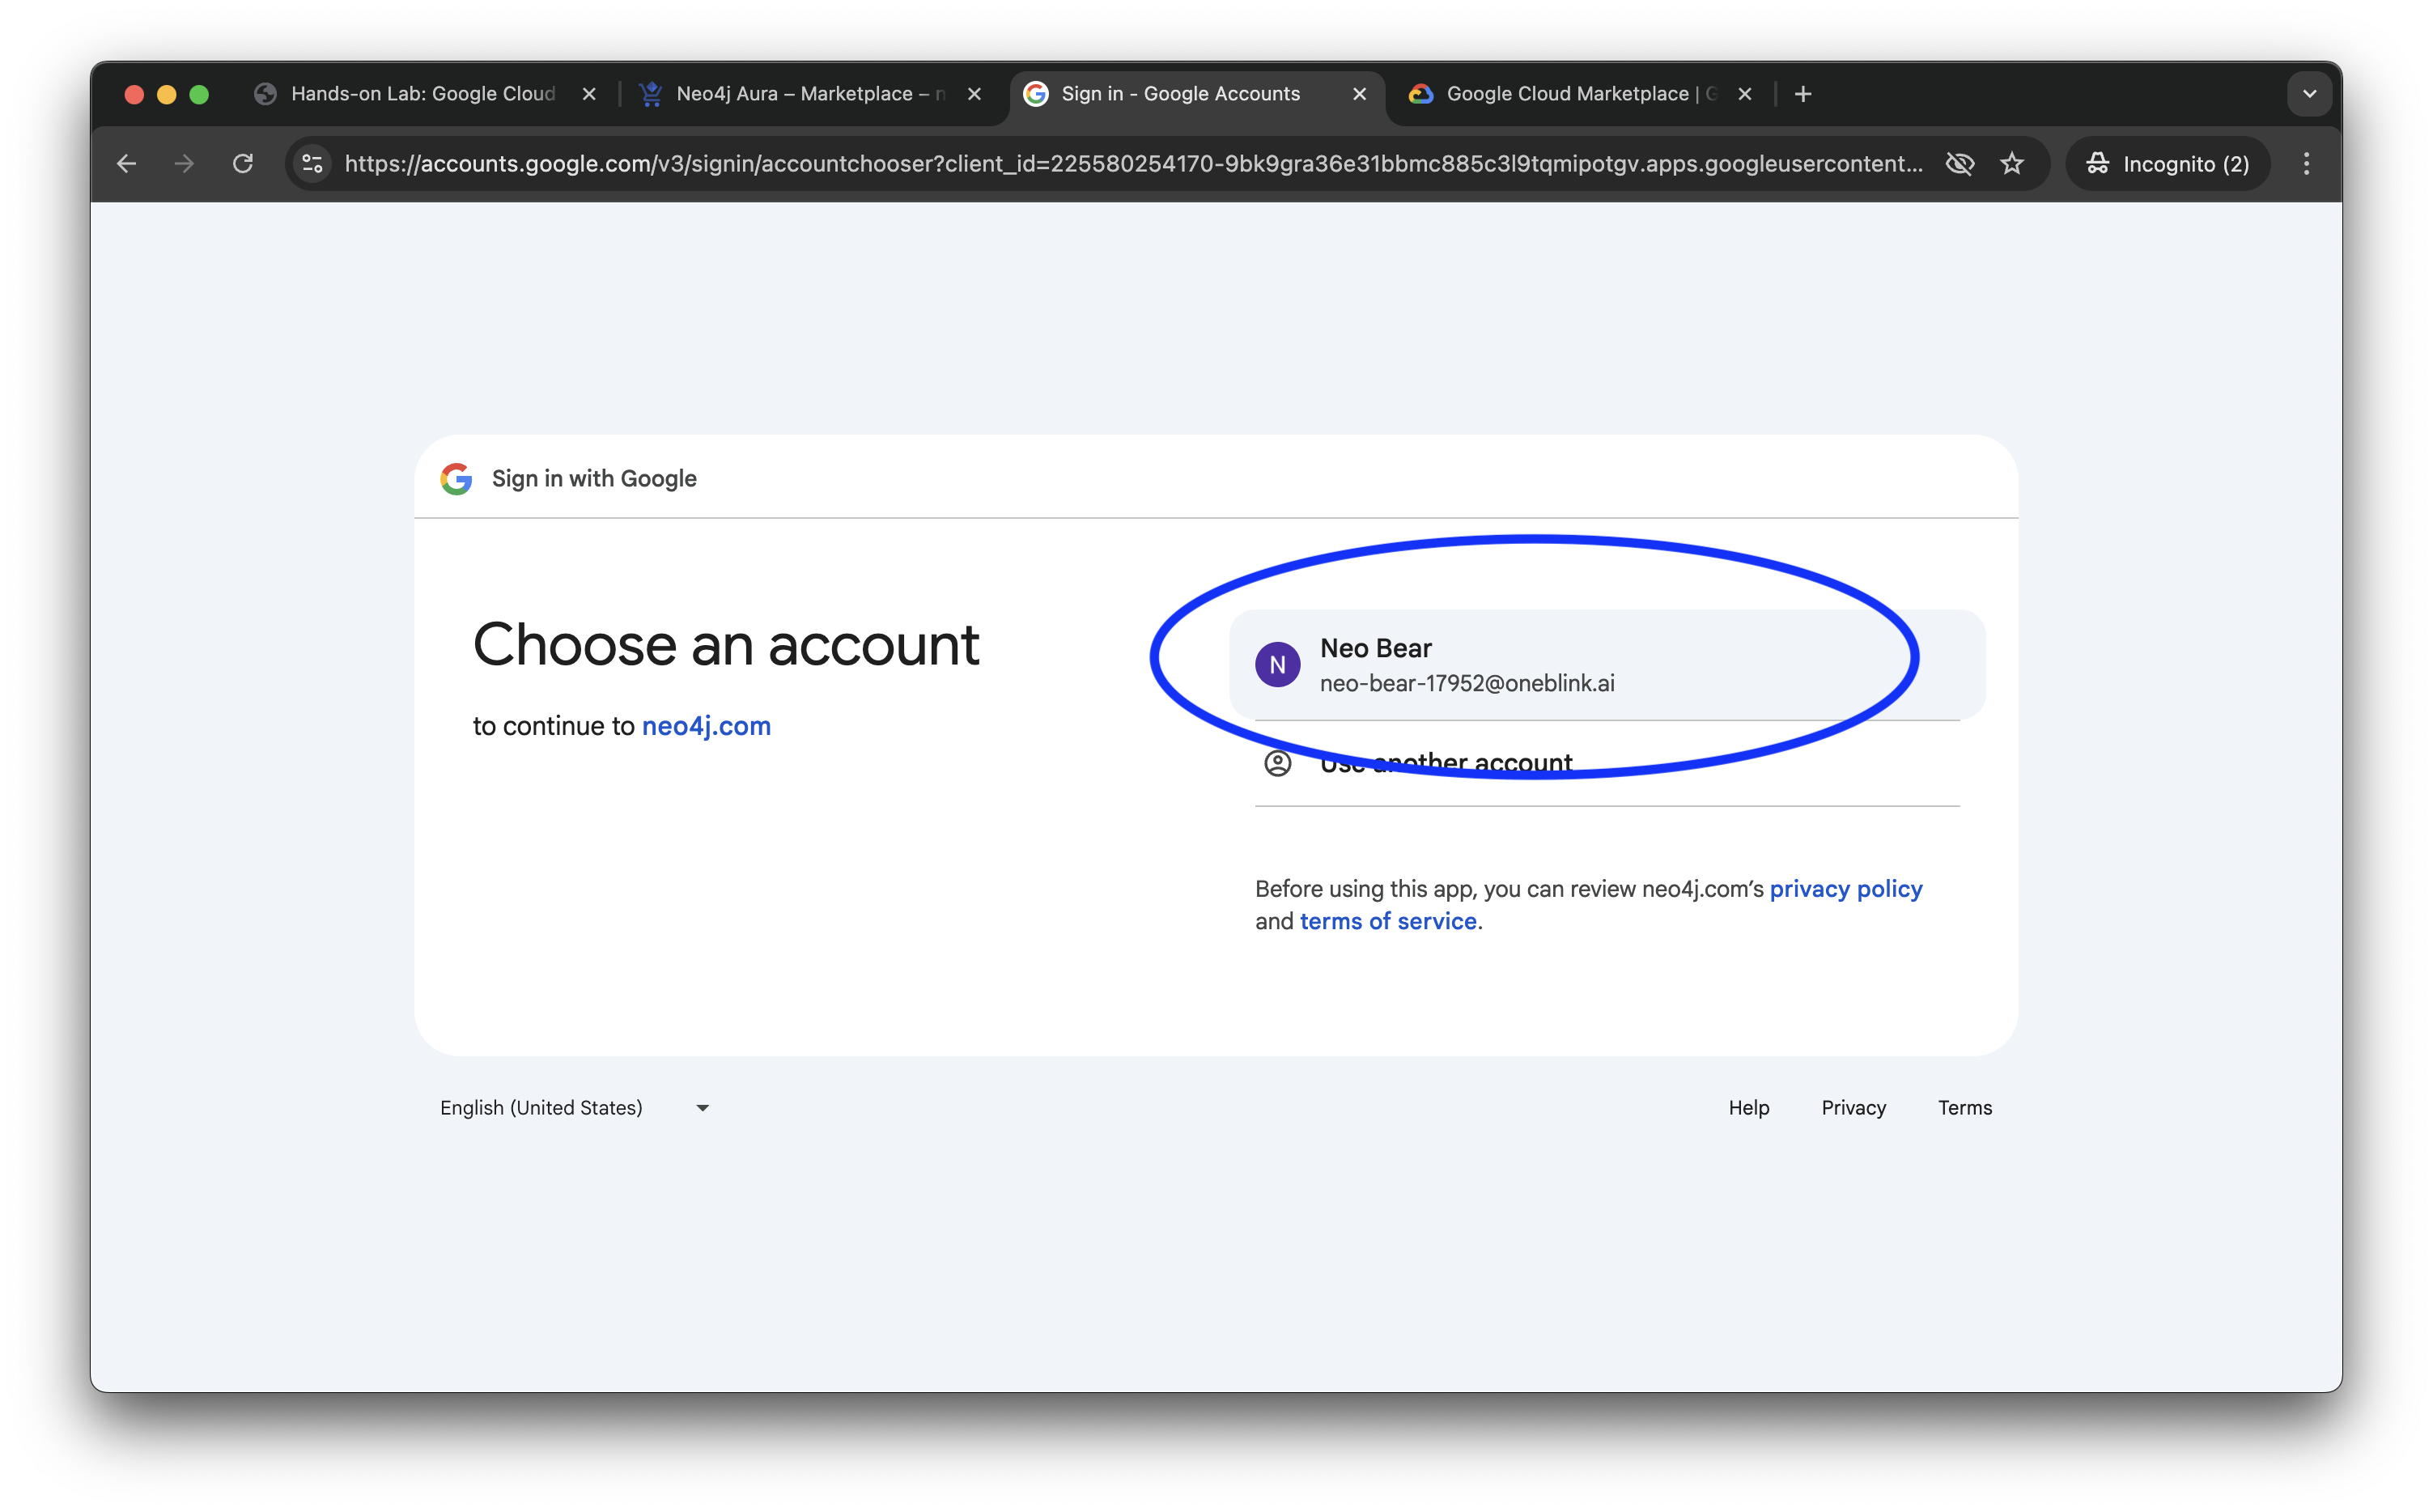 Hands-on Lab: Google Cloud
Neo4j Aura – Marketplace – n
Sign in - Google Accounts
Google Cloud Marketplace | G
https://accounts.google.com/v3/signin/accountchooser?client_id=225580254170-9bk9gra36e31bbmc885c3l9tqmipotgv.apps.googleusercontent...
Incognito (2)
Sign in with Google
Choose an account
to continue to neo4j.com
N
Neo Bear
neo-bear-17952@oneblink.ai
Use another account
Before using this app, you can review neo4j.com’s privacy policy
and terms of service.
English (United States)
Help
Privacy
Terms